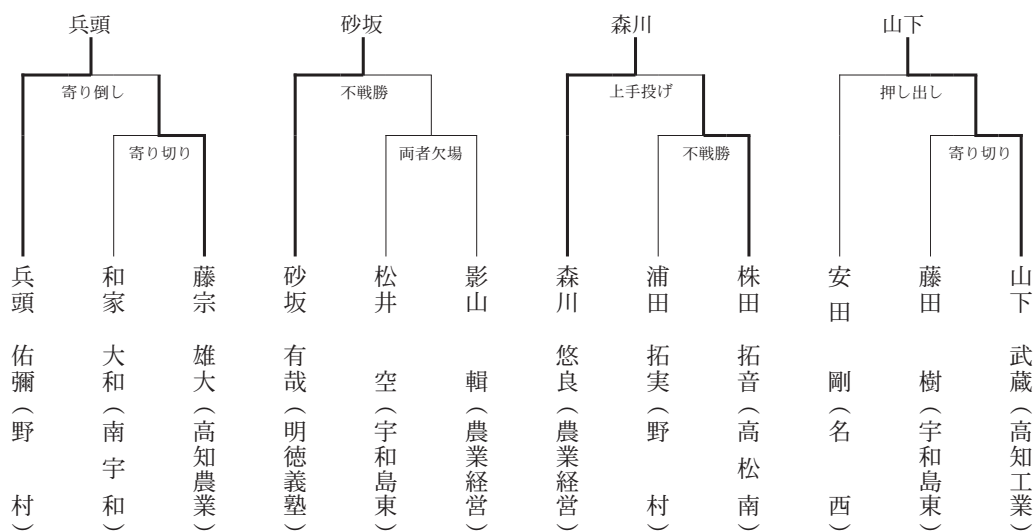 兵頭
砂坂
森川
山下
寄り倒し
不戦勝
上手投げ
押し出し
寄り切り
両者欠場
不戦勝
寄り切り
兵頭 佑彌（野 村）
和家 大和（南宇和）
藤宗 雄大（高知農業）
砂坂 有哉（明徳義塾）
松井 空（宇和島東）
影山 輯（農業経営）
森川 悠良（農業経営）
浦田 拓実（野 村）
株田 拓音（高松南）
安田 剛（名 西）
藤田 樹（宇和島東）
山下 武蔵（高知工業）